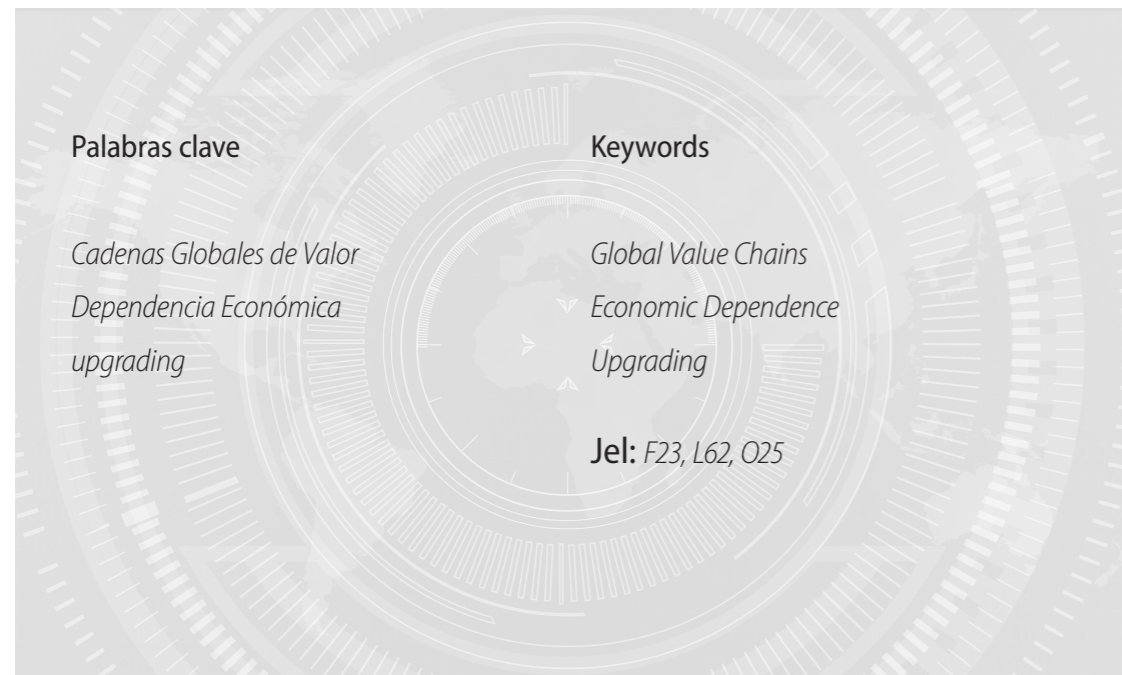 Palabras clave
Cadenas Globales de Valor
Dependencia Económica
upgrading
Keywords
Global Value Chains
Economic Dependence
Upgrading
Jel: F23, L62, O25